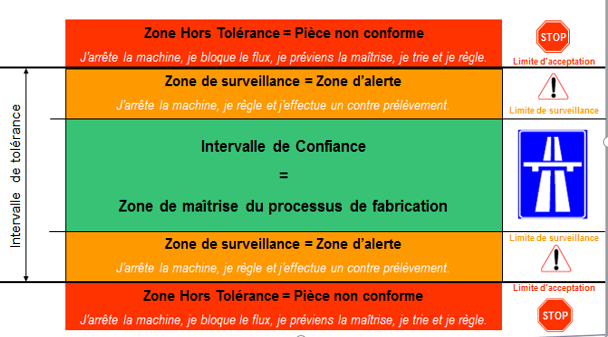 Zone Hors Tolérance = Pièce non conforme
J'arrête la machine, je bloque le flux, je préviens la maîtrise, je trie et je règle.
STOP
Limite d'acceptation
Zone de surveillance = Zone d'alerte
J'arrête la machine, je règle et j'effectue un contre prélèvement.
!
Limite de surveillance
Intervalle de tolérance
Intervalle de Confiance
=
Zone de maîtrise du processus de fabrication
Limite de surveillance
Zone de surveillance = Zone d'alerte
J'arrête la machine, je règle et j'effectue un contre prélèvement.
!
Limite d'acceptation
Zone Hors Tolérance = Pièce non conforme
J'arrête la machine, je bloque le flux, je préviens la maîtrise, je trie et je règle.
STOP